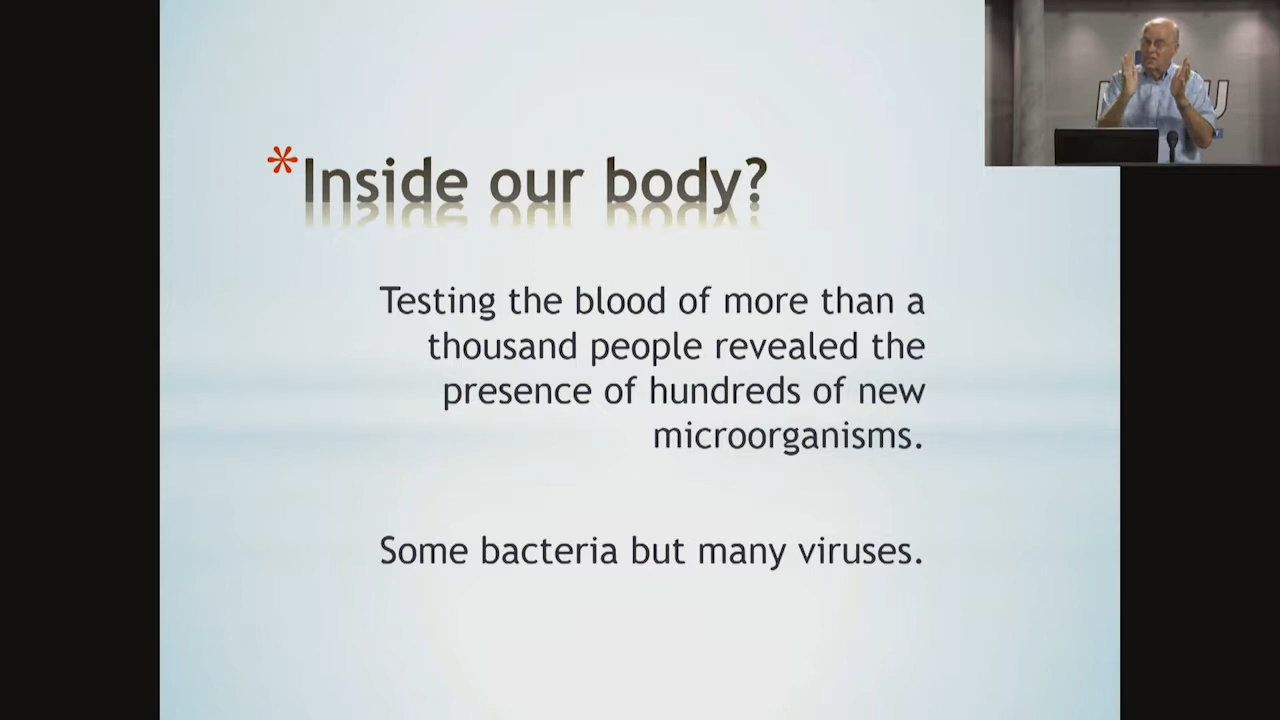 *Inside our body?
Testing the blood of more than a
thousand people revealed the
presence of hundreds of new
microorganisms.
Some bacteria but many viruses.